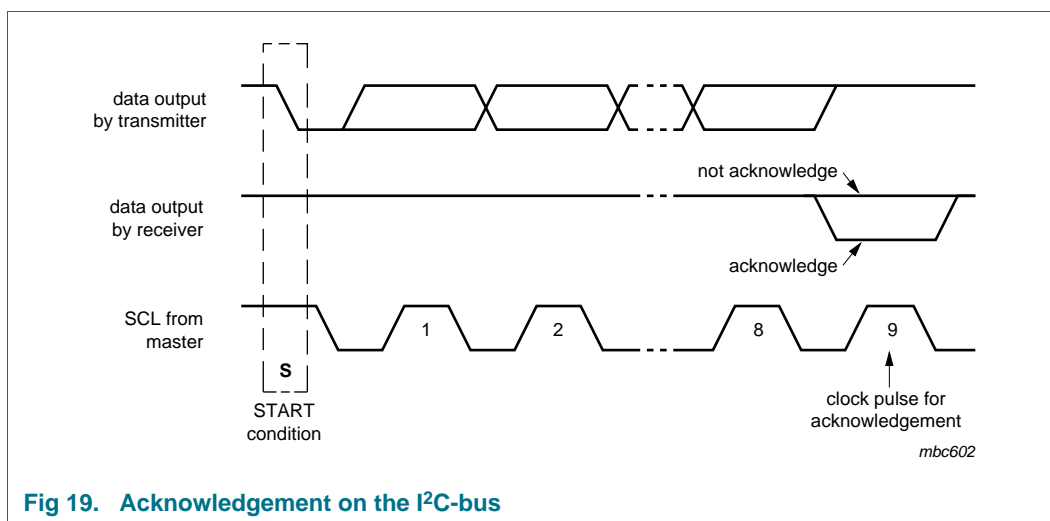 data output
by transmitter
not acknowledge
data output
by receiver
acknowledge
SCL from
master
1
2
8
9
S
START
condition
clock pulse for
acknowledgement
mbc602
Fig 19. Acknowledgement on the I²C-bus